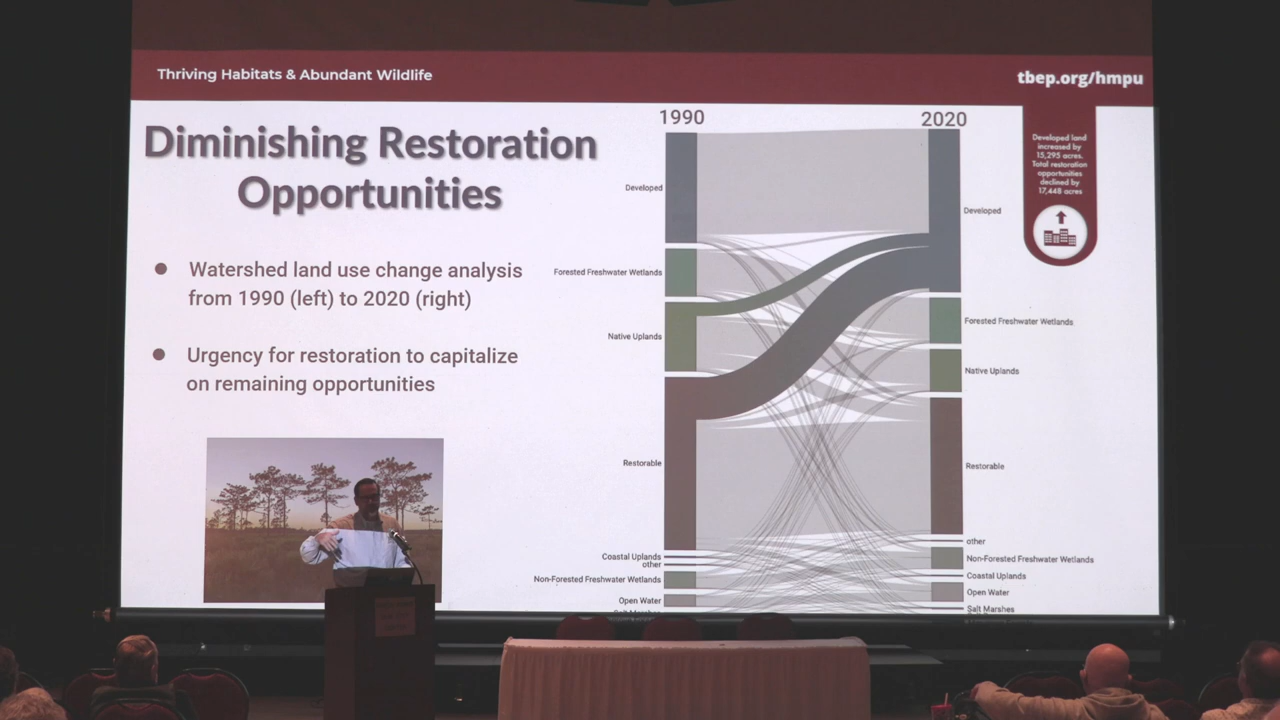 Thriving Habitats & Abundant Wildlife
tbep.org/hmpu
Diminishing Restoration
Opportunities
Watershed land use change analysis
from 1990 (left) to 2020 (right)
Urgency for restoration to capitalize
on remaining opportunities
1990
2020
Developed
Forested Freshwater Wetlands
Native Uplands
Restorable
Coastal Uplands
other
Non-Forested Freshwater Wetlands
Open Water
Salt Marshes
Developed
Forested Freshwater Wetlands
Native Uplands
Restorable
other
Non-Forested Freshwater Wetlands
Coastal Uplands
Open Water
Salt Marshes
Developed land
increased by
15,295 acres.
Total restoration
opportunities
declined by
17,448 acres